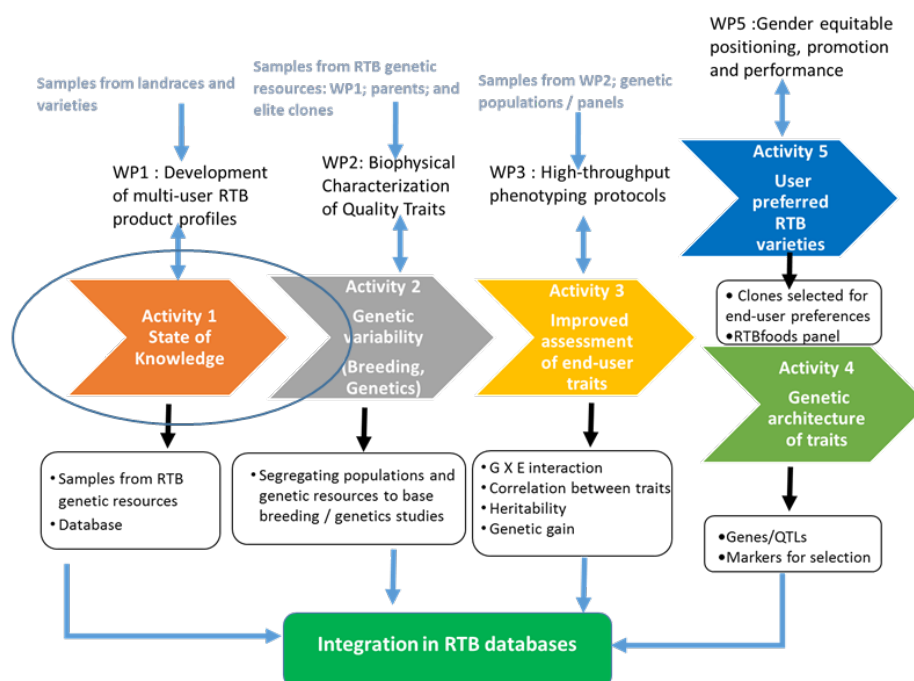 Samples from landraces and
varieties
WP1 : Development
of multi-user RTB
product profiles
Activity 1
State of
Knowledge
• Samples from RTB
genetic resources
• Database
Samples from RTB genetic
resources: WP1; parents; and
elite clones
WP2: Biophysical
Characterization
of Quality Traits
Activity 2
Genetic
variability
(Breeding,
Genetics)
• Segregating populations and
genetic resources to base
breeding / genetics studies
Samples from WP2; genetic
populations / panels
WP3 : High-throughput
phenotyping protocols
Activity 3
Improved
assessment
of end-user
traits
• G X E interaction
• Correlation between traits
• Heritability
• Genetic gain
WP5 :Gender equitable
positioning, promotion
and performance
Activity 5
User
preferred
RTB
varieties
• Clones selected for
end-user preferences
•RTBfoods panel
Activity 4
Genetic
architecture
of traits
•Genes/QTLs
•Markers for selection
Integration in RTB
databases